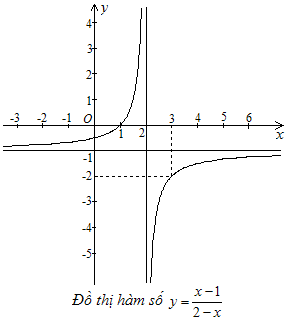 y
4
3
2
1
O
-3 -2 -1 1 2 3 4 5 6 x
-1
-2
-3
-4
-5
Đồ thị hàm số y = \frac{x-1}{2-x}